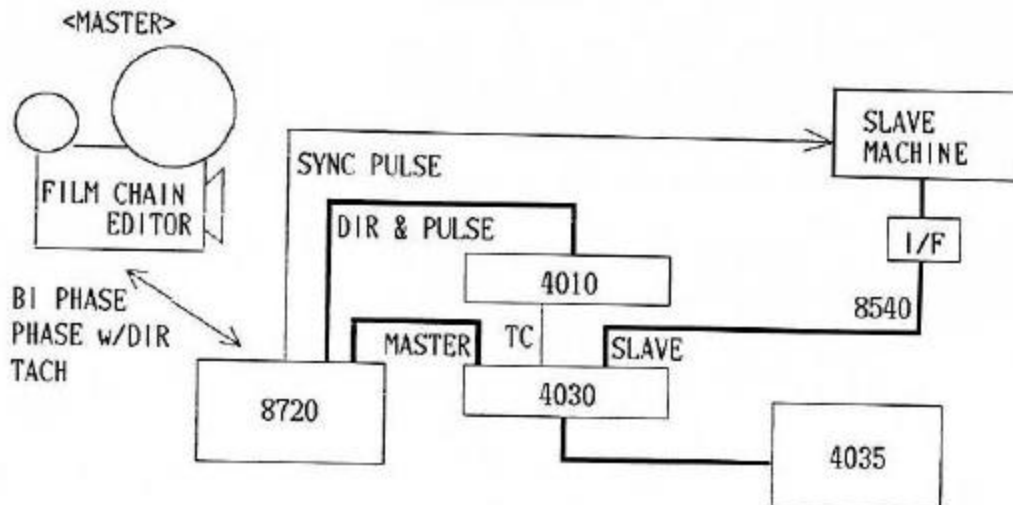 <MASTER>
FILM CHAIN
EDITOR
BI PHASE
PHASE w/DIR
TACH
SYNC PULSE
DIR & PULSE
SLAVE
MACHINE
I/F
8540
4010
MASTER
TC
SLAVE
8720
4030
4035